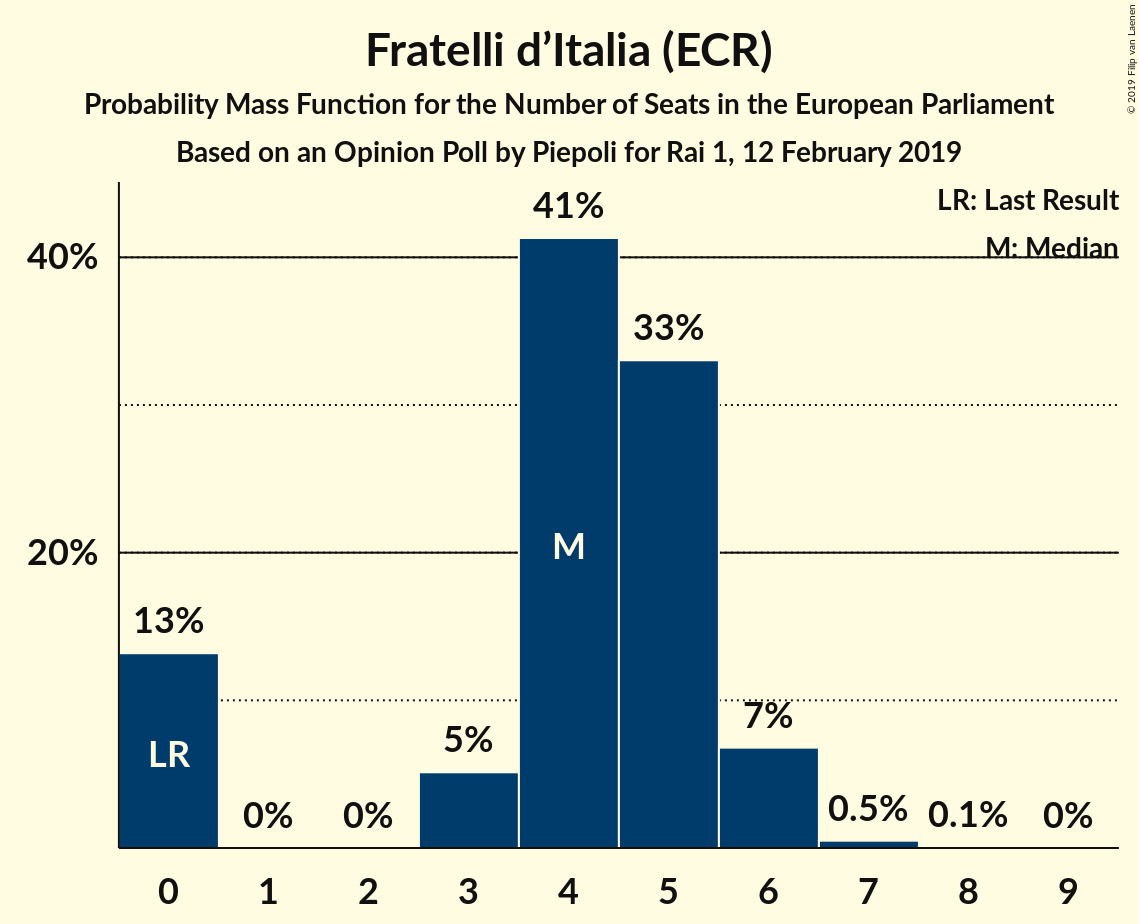 Fratelli d’Italia (ECR)
Probability Mass Function for the Number of Seats in the European Parliament
Based on an Opinion Poll by Piepoli for Rai 1, 12 February 2019
© 2019 Filip van Laenen
LR: Last Result
M: Median
40%
20%
13%
0%
0%
5%
41%
33%
7%
0.5%
0.1%
0%
LR
M
0 1 2 3 4 5 6 7 8 9